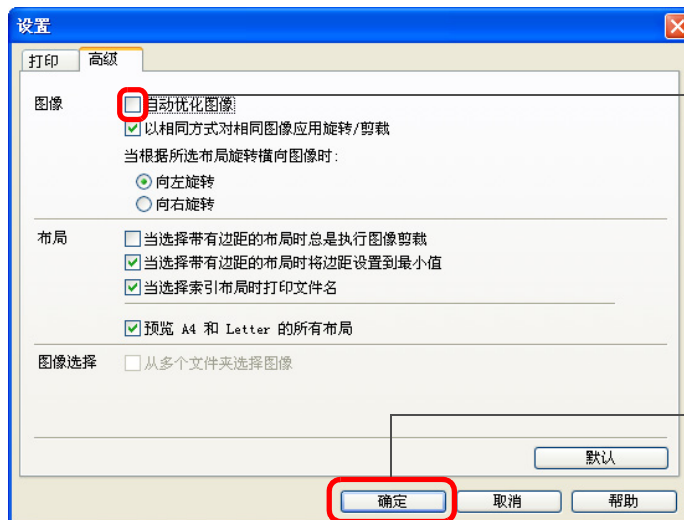 设置
打印 高级
图像 自动优化图像
以相同方式对相同图像应用旋转/剪裁
当根据所选布局旋转横向图像时:
向左旋转
向右旋转
布局 当选择带有边距的布局时总是执行图像剪裁
当选择带有边距的布局时将边距设置到最小值
当选择索引布局时打印文件名
预览 A4 和 Letter 的所有布局
图像选择 从多个文件夹选择图像
默认
确定 取消 帮助